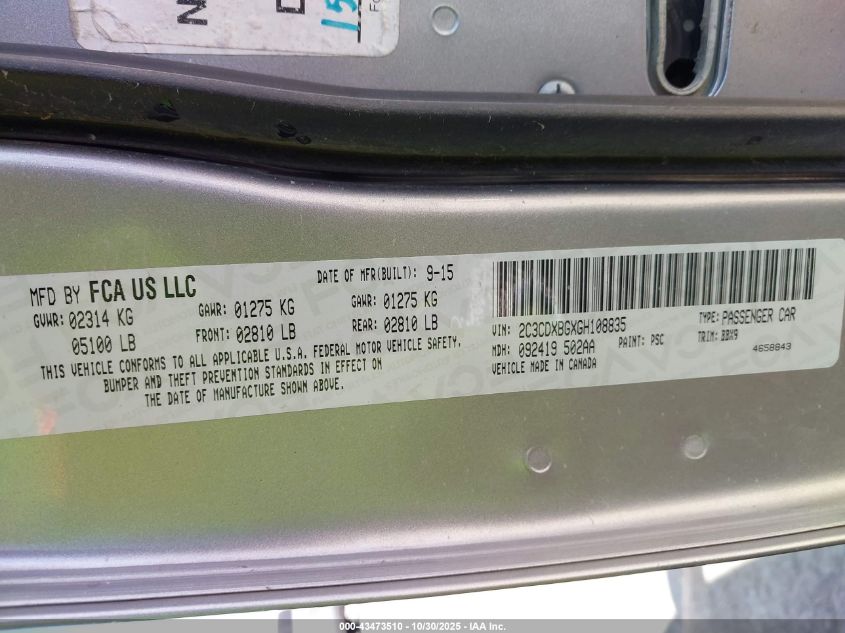 15
MFD BY FCA US LLC
DATE OF MFR(BUILT): 9-15
GVWR: 02314 KG
GAWR: 01275 KG
GAWR: 01275 KG
05100 LB
FRONT: 02810 LB
REAR: 02810 LB
THIS VEHICLE CONFORMS TO ALL APPLICABLE U.S.A. FEDERAL MOTOR VEHICLE SAFETY,
BUMPER AND THEFT PREVENTION STANDARDS IN EFFECT ON
THE DATE OF MANUFACTURE SHOWN ABOVE.
VIN: 2C3CDXBGXGH108835
TYPE: PASSENGER CAR
MDH: 092419 502AA
PAINT: PSC
TRIM: BBX9
VEHICLE MADE IN CANADA
4658843
000-43473510 • 10/30/2025 - IAA Inc.